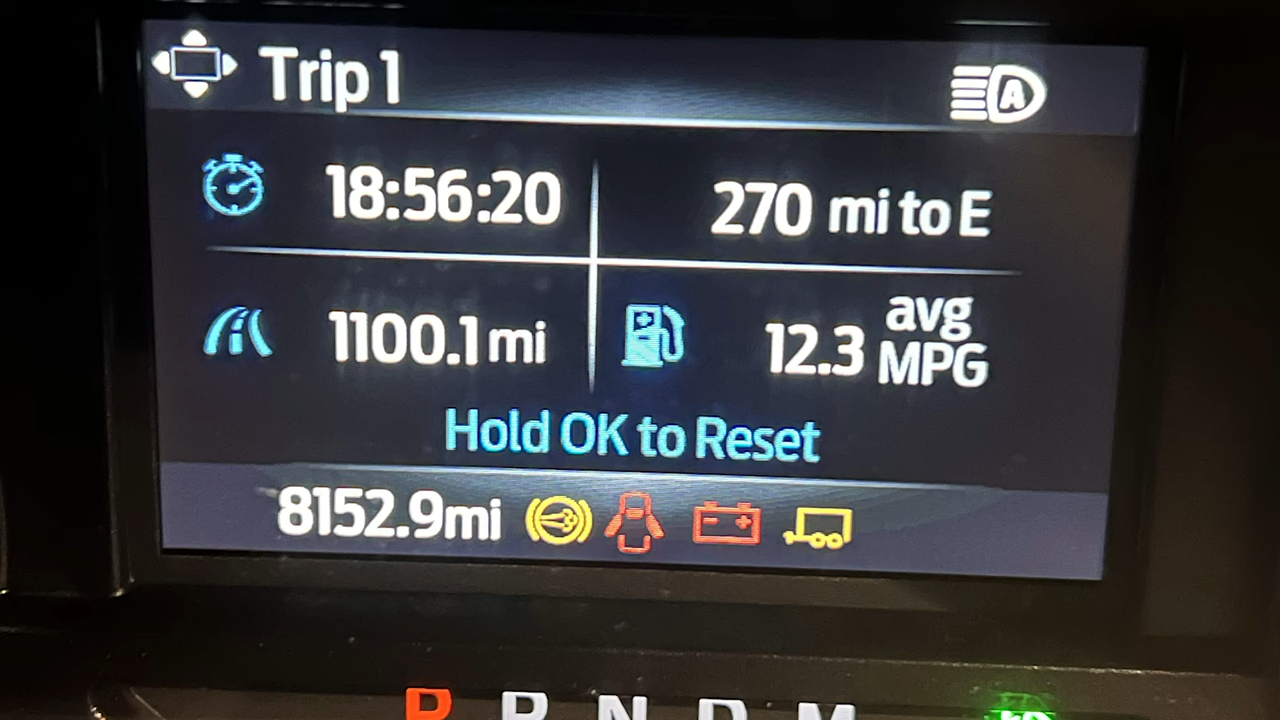 Trip 1
A
18:56:20
270 mi to E
1100.1 mi
12.3 avg MPG
Hold OK to Reset
8152.9mi
P R N D M